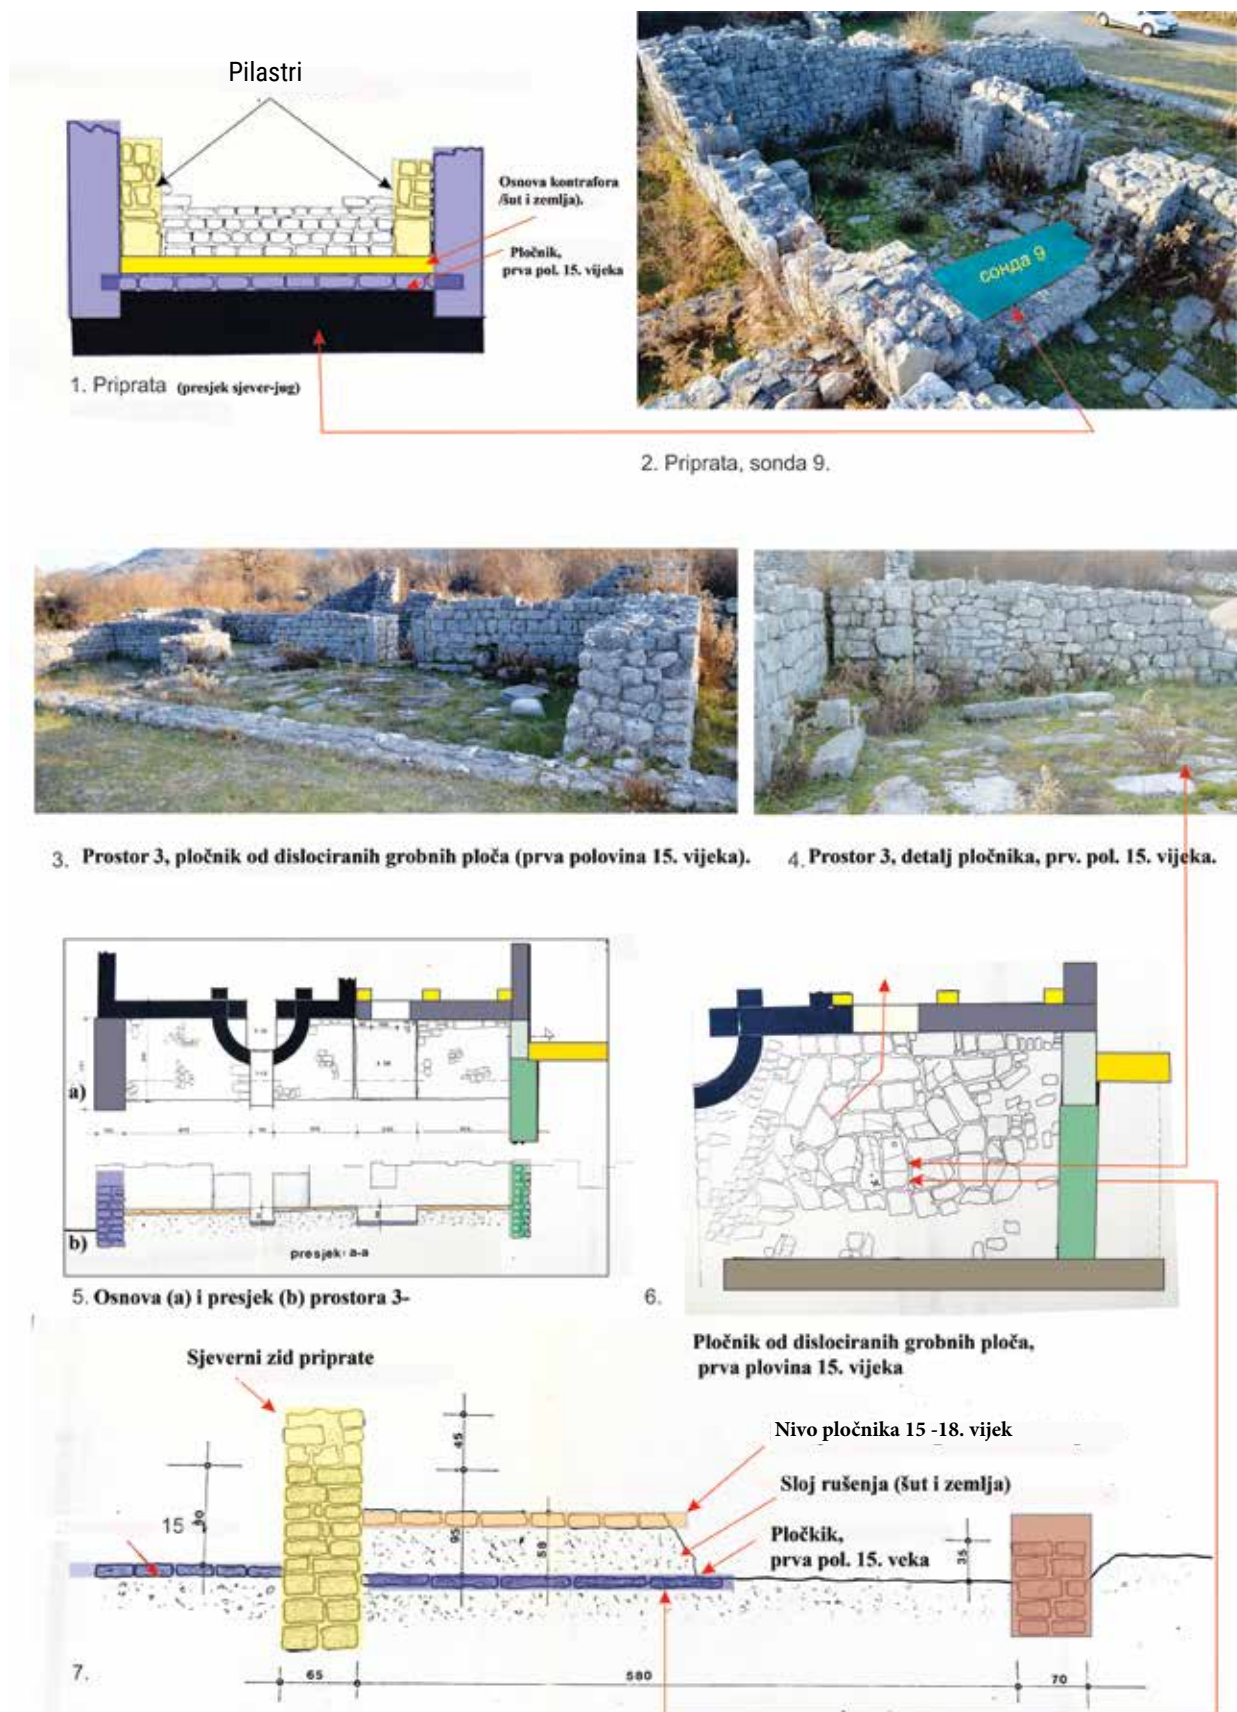 Pilastri
Osnova kontrafora
/šut i zemlja).
Pločnik,
prva pol. 15. vijeka
1. Priprata (presjek sjever-jug)
сонда 9
2. Priprata, sonda 9.
3. Prostor 3, pločnik od dislociranih grobnih ploča (prva polovina 15. vijeka).
4. Prostor 3, detalj pločnika, prv. pol. 15. vijeka.
a)
b)
presjek: a-a
5. Osnova (a) i presjek (b) prostora 3-
6.
Pločnik od dislociranih grobnih ploča,
prva plovina 15. vijeka
Sjeverni zid priprate
Nivo pločnika 15 -18. vijek
Sloj rušenja (šut i zemlja)
Pločkik,
prva pol. 15. veka
45
95
58
35
15
7.
65
580
70